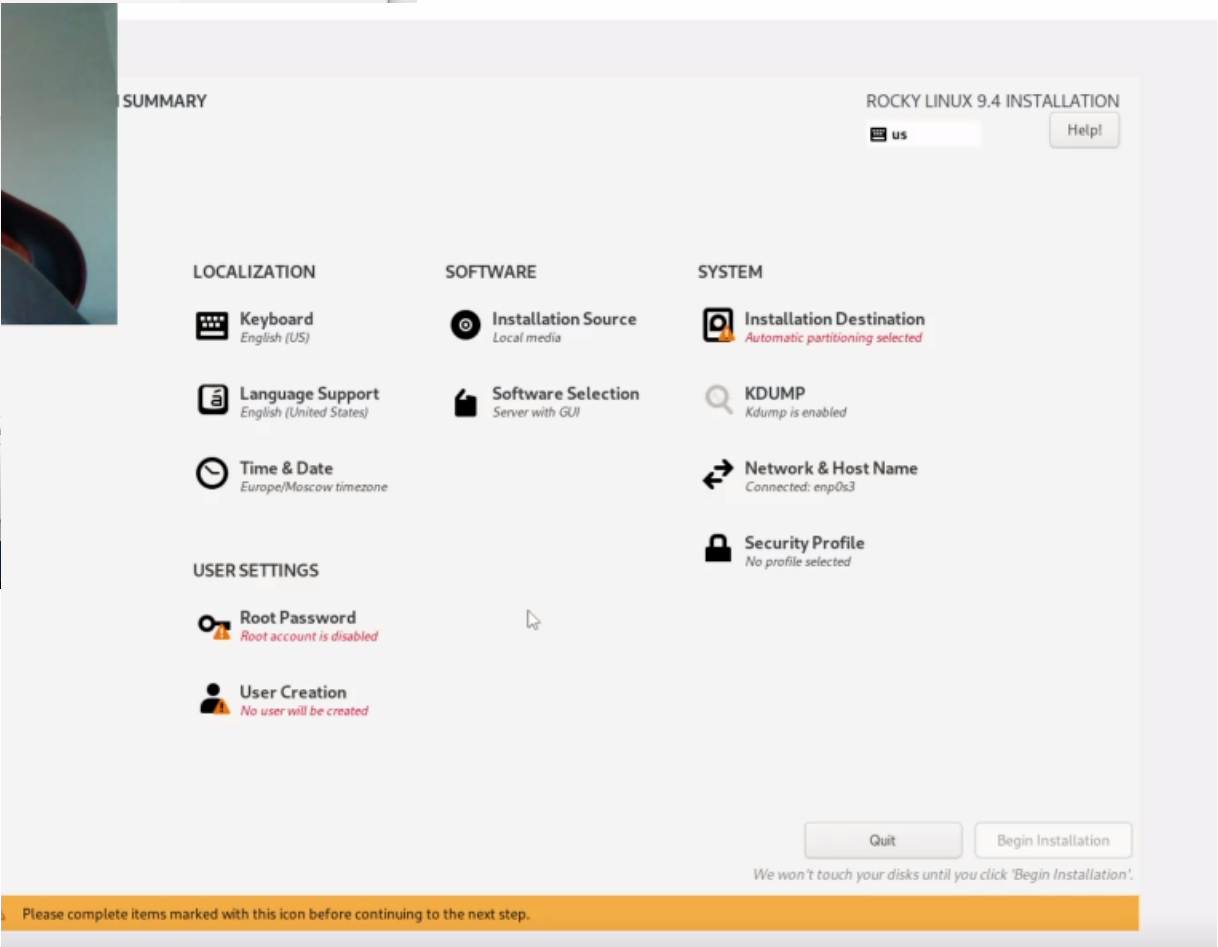 SUMMARY
ROCKY LINUX 9.4 INSTALLATION
us
Help!
LOCALIZATION
Keyboard
English (US)
Language Support
English (United States)
Time & Date
Europe/Moscow timezone
SOFTWARE
Installation Source
Local media
Software Selection
Server with GUI
SYSTEM
Installation Destination
Automatic partitioning selected
KDUMP
Kdump is enabled
Network & Host Name
Connected: enp0s3
Security Profile
No profile selected
USER SETTINGS
Root Password
Root account is disabled
User Creation
No user will be created
Quit
Begin Installation
We won't touch your disks until you click 'Begin Installation'.
Please complete items marked with this icon before continuing to the next step.